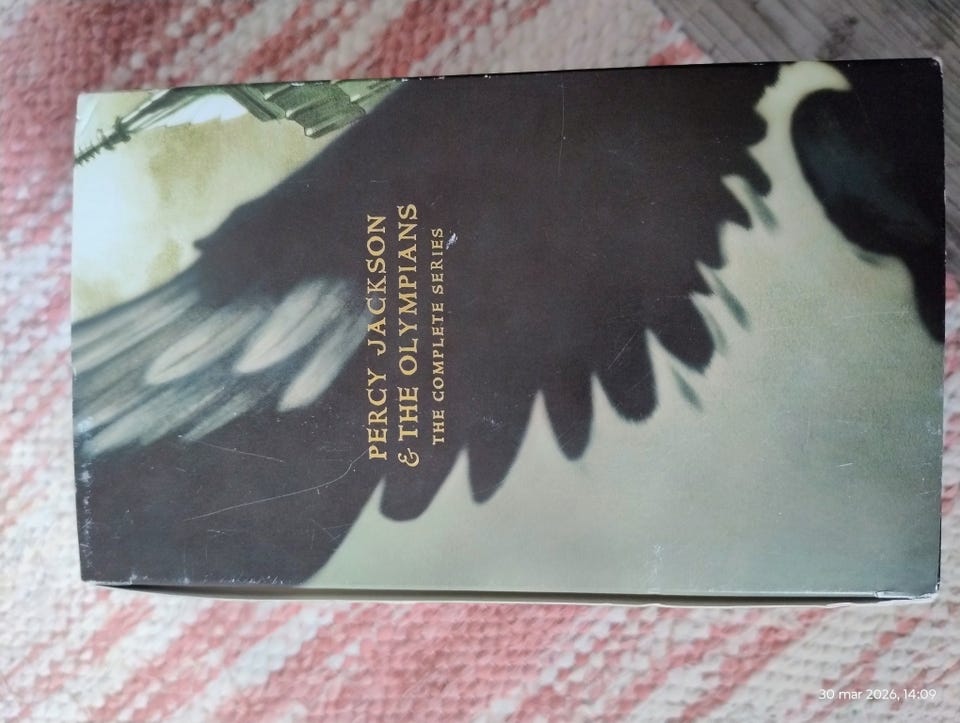 PERCY JACKSON
& THE OLYMPIANS
THE COMPLETE SERIES
30 mar 2026, 14:09